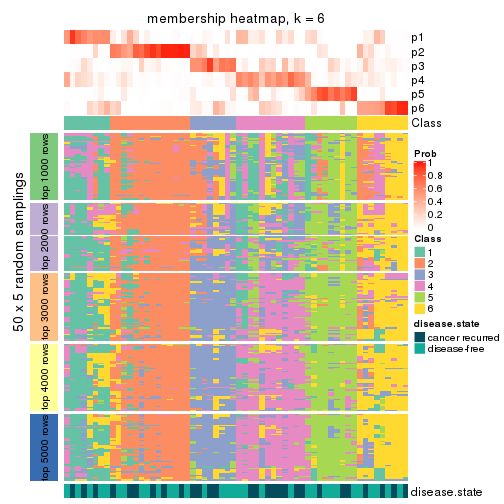 membership heatmap, k = 6
p1
p2
p3
p4
p5
p6
Class
50 x 5 random samplings
top 1000 rows
top 2000 rows
top 3000 rows
top 4000 rows
top 5000 rows
Prob
1
0.8
0.6
0.4
0.2
0
Class
1
2
3
4
5
6
disease.state
cancer recurred
disease-free
disease.state